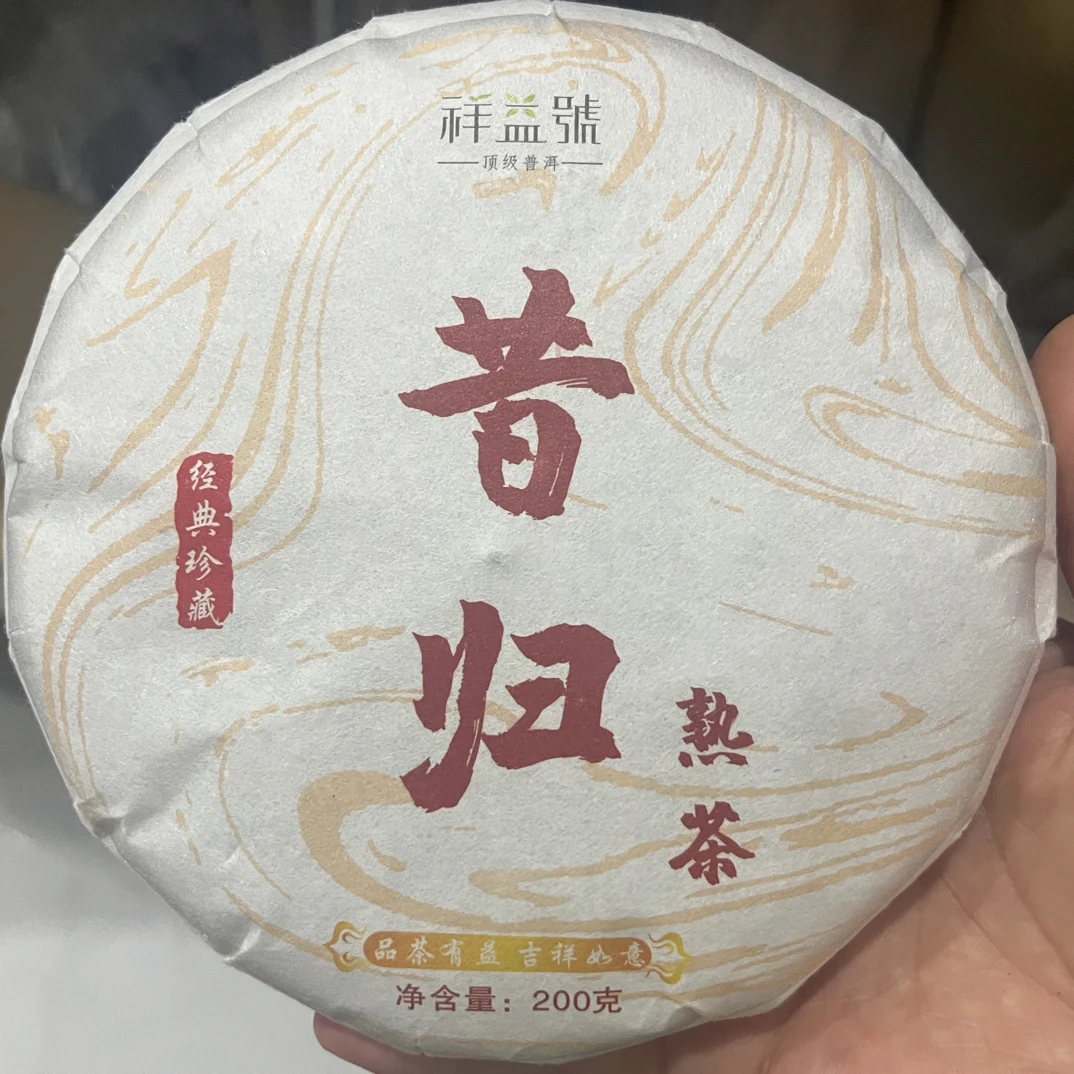 祥益號
顶级普洱
昔归
经典珍藏
熟茶
品茶有益 吉祥如意
净含量：200克